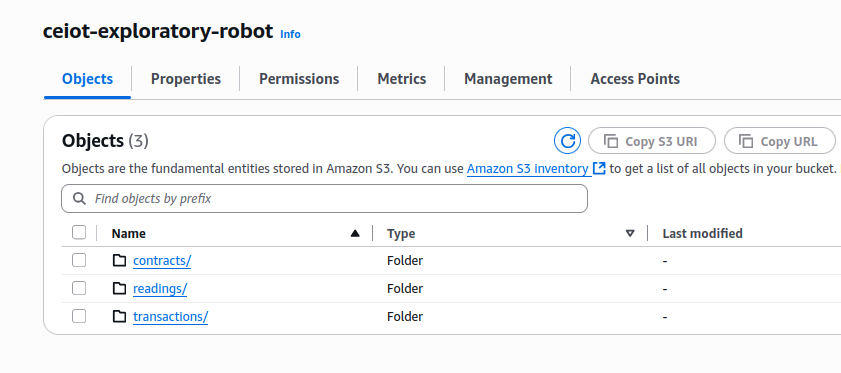 ceiot-exploratory-robot Info
Objects Properties Permissions Metrics Management Access Points
Objects (3) Copy S3 URI Copy URL
Objects are the fundamental entities stored in Amazon S3. You can use Amazon S3 inventory to get a list of all objects in your bucket.
Find objects by prefix
Name Type Last modified
contracts/ Folder -
readings/ Folder -
transactions/ Folder -